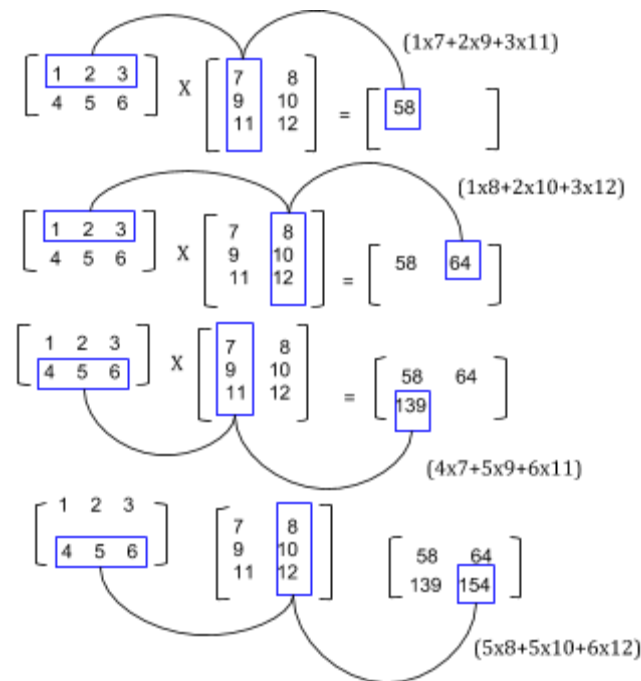 (1x7+2x9+3x11)
1 2 3 7 8
4 5 6 X 9 10 = 58
11 12
(1x8+2x10+3x12)
1 2 3 7 8
4 5 6 X 9 10 = 58 64
11 12
1 2 3 7 8
4 5 6 X 9 10 = 58 64
11 12 139
(4x7+5x9+6x11)
1 2 3 7 8
4 5 6 9 10 58 64
11 12 139 154
(5x8+5x10+6x12)